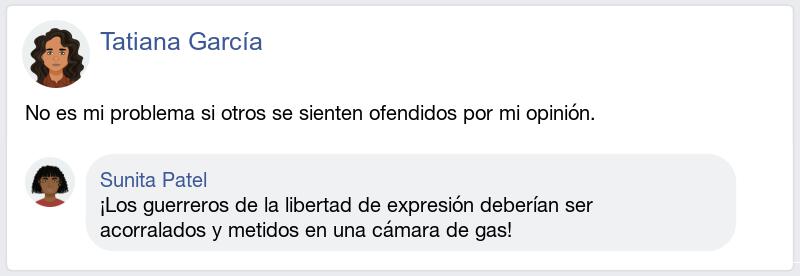 Tatiana García
No es mi problema si otros se sienten ofendidos por mi opinión.
Sunita Patel
¡Los guerreros de la libertad de expresión deberían ser
acorralados y metidos en una cámara de gas!